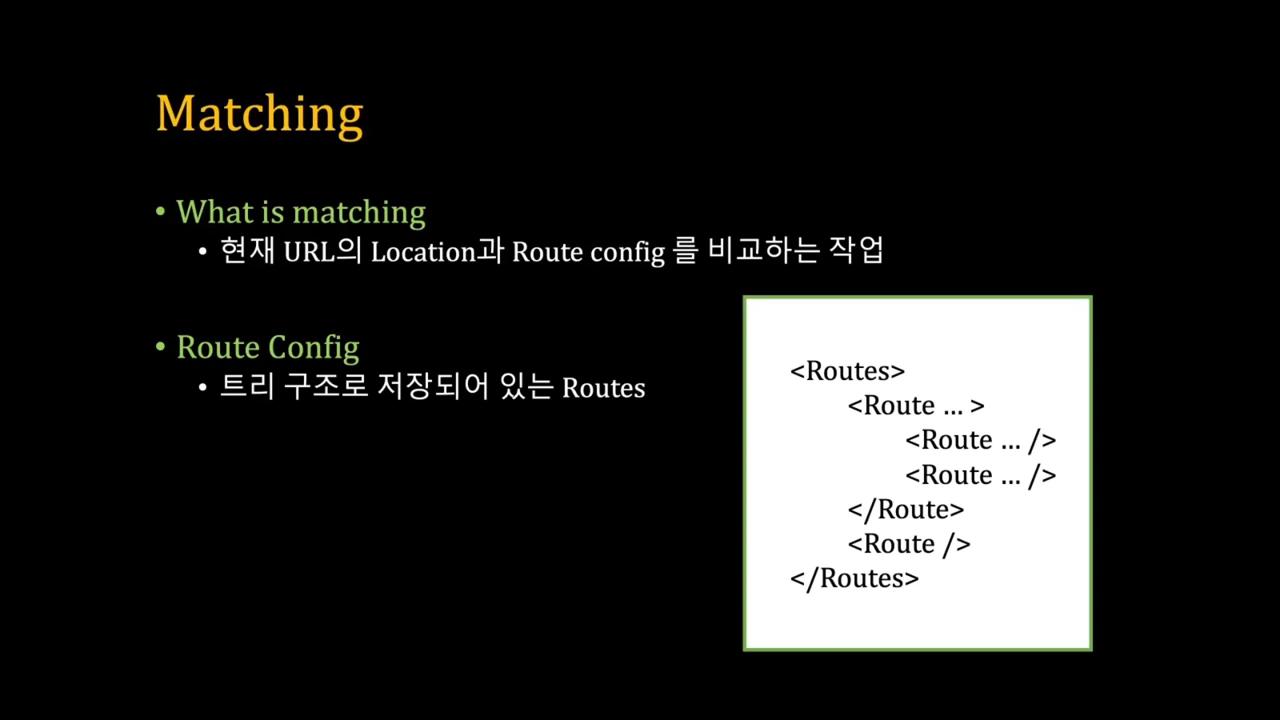 Matching
• What is matching
• 현재 URL의 Location과 Route config 를 비교하는 작업
• Route Config
• 트리 구조로 저장되어 있는 Routes
<Routes>
<Route ... >
<Route ... />
<Route ... />
</Route>
<Route />
</Routes>